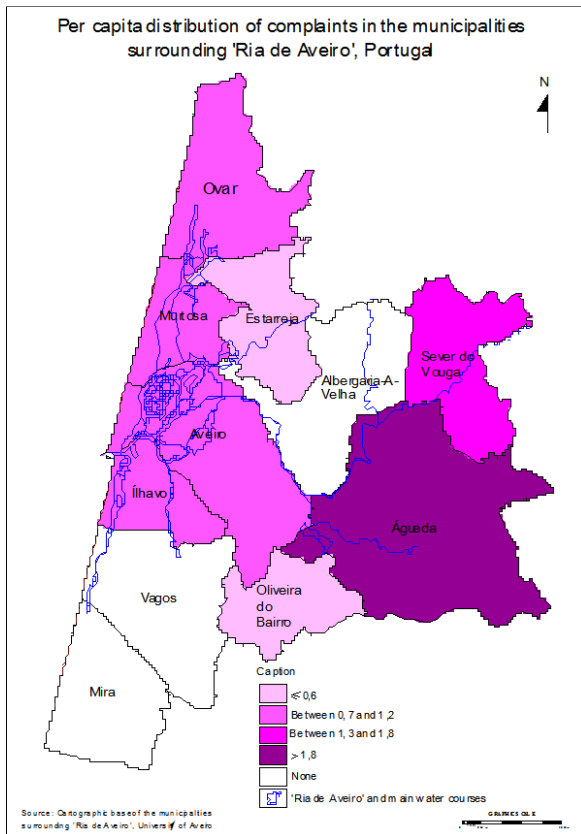 Per capita distribution of complaints in the municipalities
surrounding 'Ria de Aveiro', Portugal
N
Ovar
Murtosa
Estarreja
Albergaria-A-
Velha
Sever do
Vouga
Aveiro
Ílhavo
Águeda
Vagos
Oliveira
do
Bairro
Mira
Caption
≤ 0,6
Between 0,7 and 1,2
Between 1,3 and 1,8
> 1,8
None
'Ria de Aveiro' and main water courses
Source: Cartographic base of the municipalities
surrounding 'Ria de Aveiro', University of Aveiro